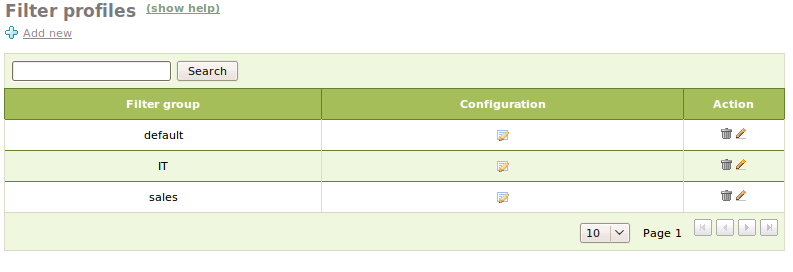 Filter profiles (show help)
Add new
Search
Filter group Configuration Action
default
IT
sales
10 Page 1